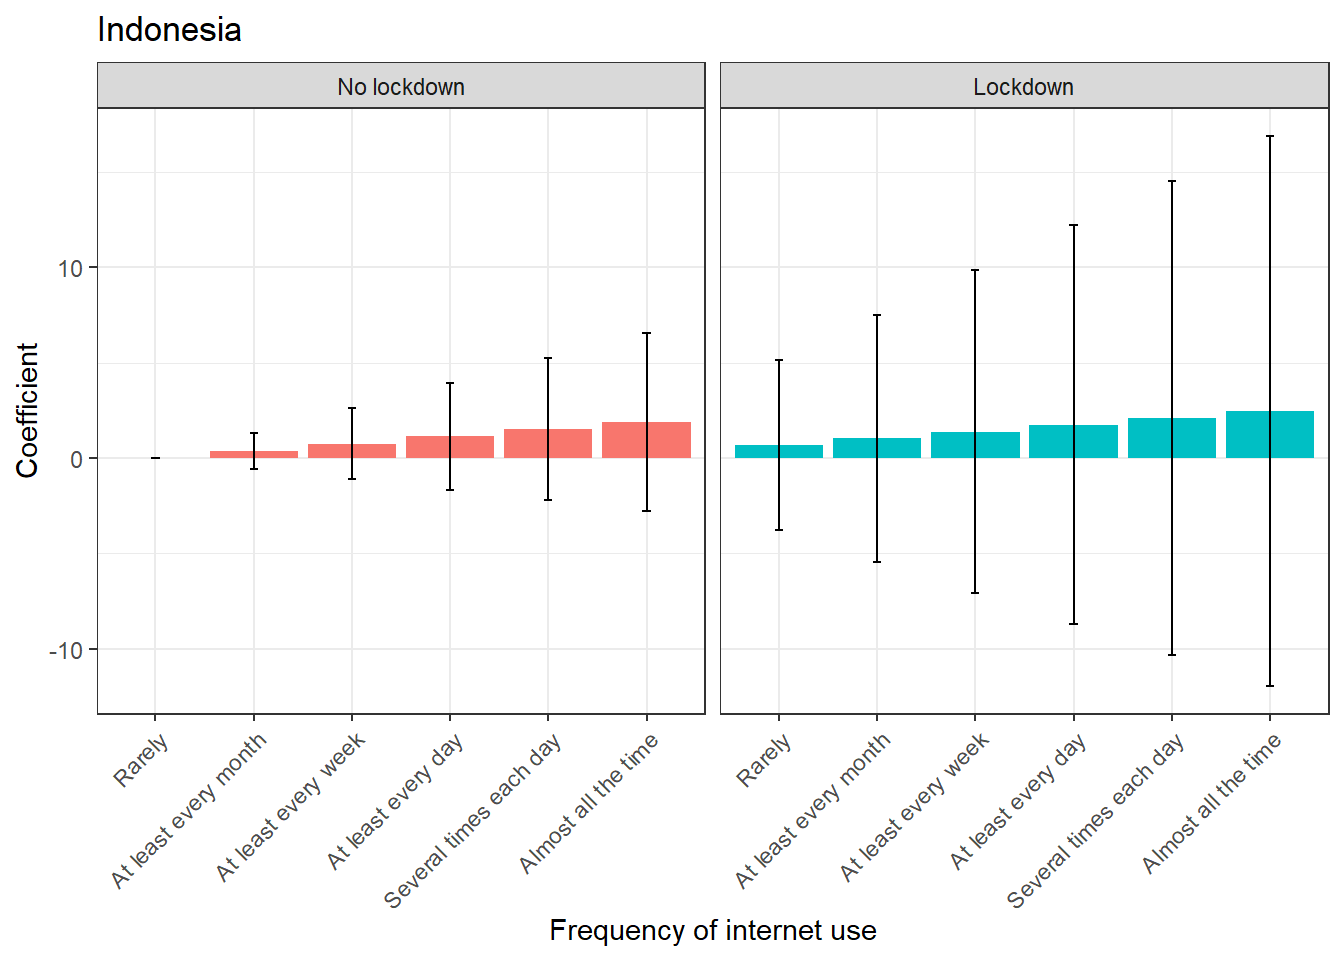 Indonesia
No lockdown
Lockdown
Coefficient
10
0
-10
Rarely
At least every month
At least every week
At least every day
Several times each day
Almost all the time
Rarely
At least every month
At least every week
At least every day
Several times each day
Almost all the time
Frequency of internet use